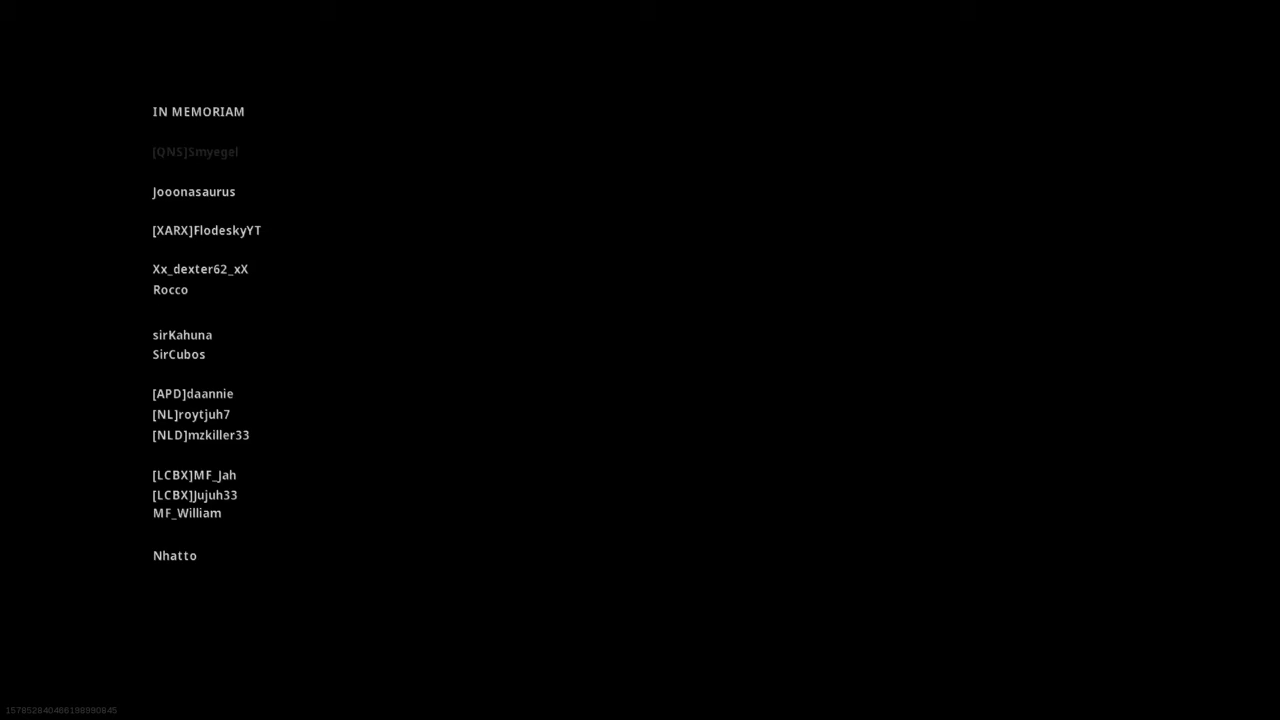 IN MEMORIAM
[QNS]Smyegel
Jooonasaurus
[XARX]FlodeskyYT
Xx_dexter62_xX
Rocco
sirKahuna
SirCubos
[APD]daannie
[NL]roytjuh7
[NLD]mzkiller33
[LCBX]MF_Jah
[LCBX]Jujuh33
MF_William
Nhatto
157852840466198990845